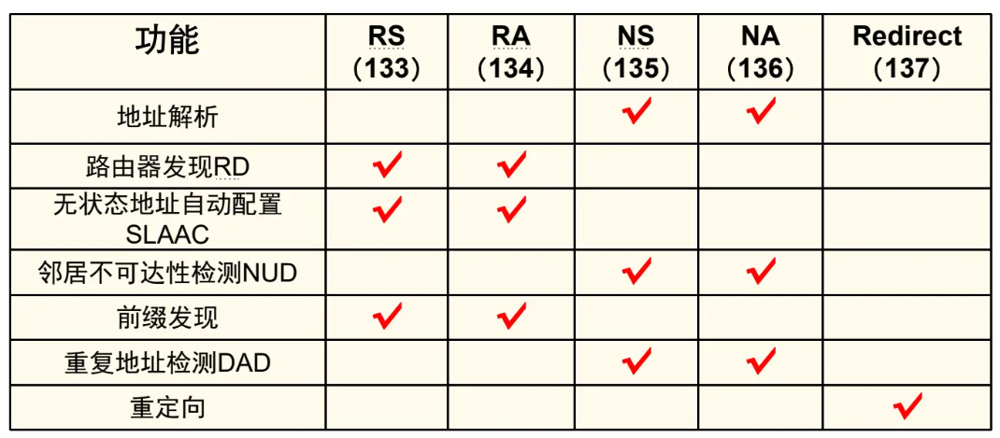 功能 RS RA NS NA Redirect
(133) (134) (135) (136) (137)
地址解析 ✓ ✓
路由器发现RD ✓ ✓
无状态地址自动配置 ✓ ✓
SLAAC
邻居不可达性检测NUD ✓ ✓
前缀发现 ✓ ✓
重复地址检测DAD ✓ ✓
重定向 ✓